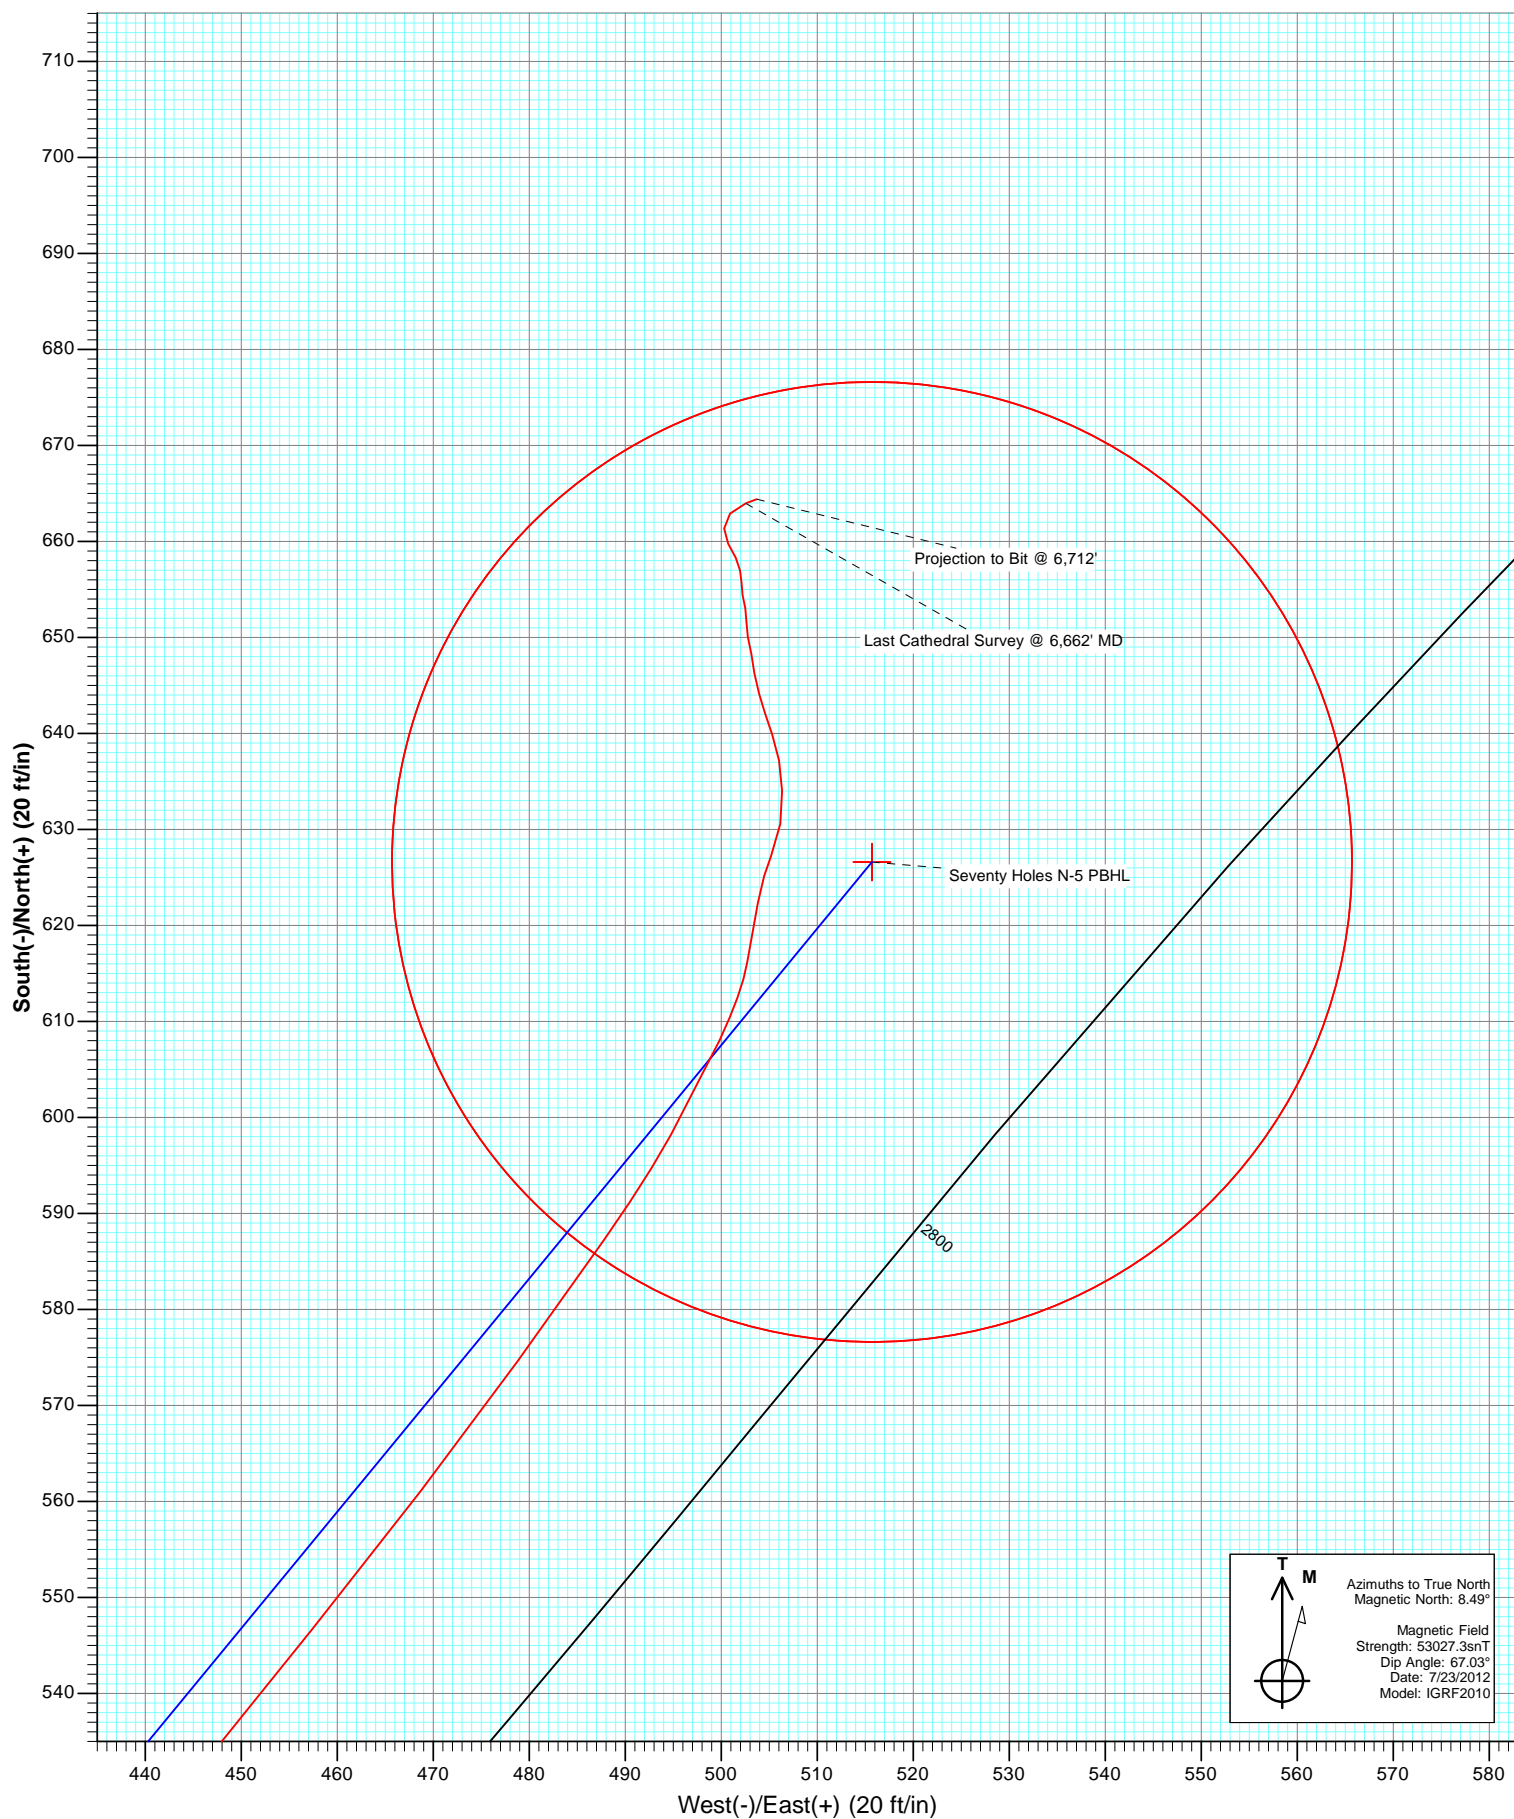 710
700
690
680
670
660
650
640
630
620
610
600
590
580
570
560
550
540
South(-)/North(+) (20 ft/in)
Projection to Bit @ 6,712'
Last Cathedral Survey @ 6,662' MD
Seventy Holes N-5 PBHL
2800
T
M
Azimuths to True North
Magnetic North: 8.49°
Magnetic Field
Strength: 53027.3snT
Dip Angle: 67.03°
Date: 7/23/2012
Model: IGRF2010
440 450 460 470 480 490 500 510 520 530 540 550 560 570 580
West(-)/East(+) (20 ft/in)